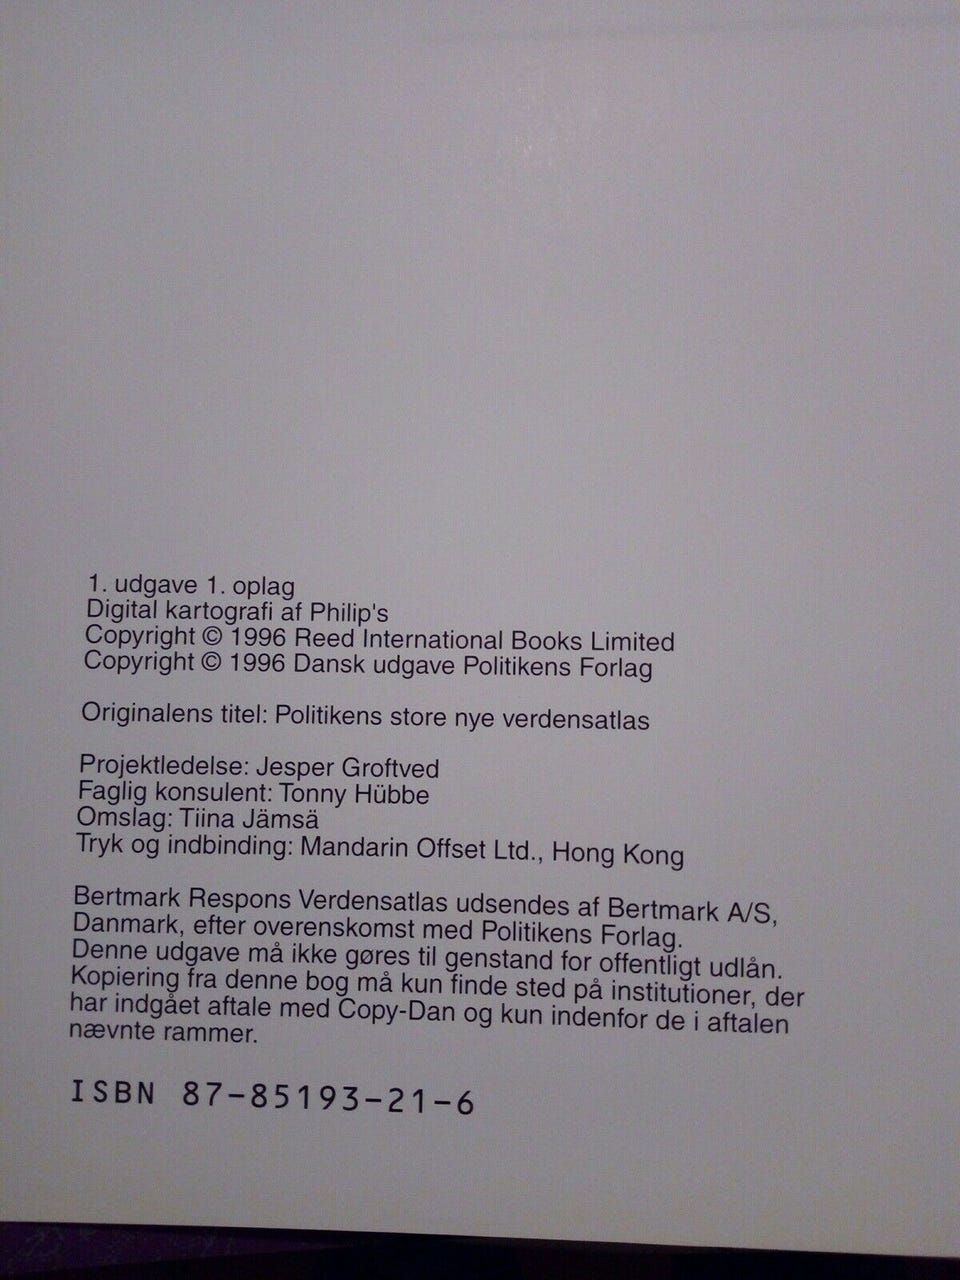 1. udgave 1. oplag
Digital kartografi af Philip's
Copyright © 1996 Reed International Books Limited
Copyright © 1996 Dansk udgave Politikens Forlag
Originalens titel: Politikens store nye verdensatlas
Projektledelse: Jesper Groftved
Faglig konsulent: Tonny Hübbe
Omslag: Tiina Jämsä
Tryk og indbinding: Mandarin Offset Ltd., Hong Kong
Bertmark Respons Verdensatlas udsendes af Bertmark A/S,
Danmark, efter overenskomst med Politikens Forlag.
Denne udgave må ikke gøres til genstand for offentligt udlån.
Kopiering fra denne bog må kun finde sted på institutioner, der
har indgået aftale med Copy-Dan og kun indenfor de i aftalen
nævnte rammer.
ISBN 87-85193-21-6